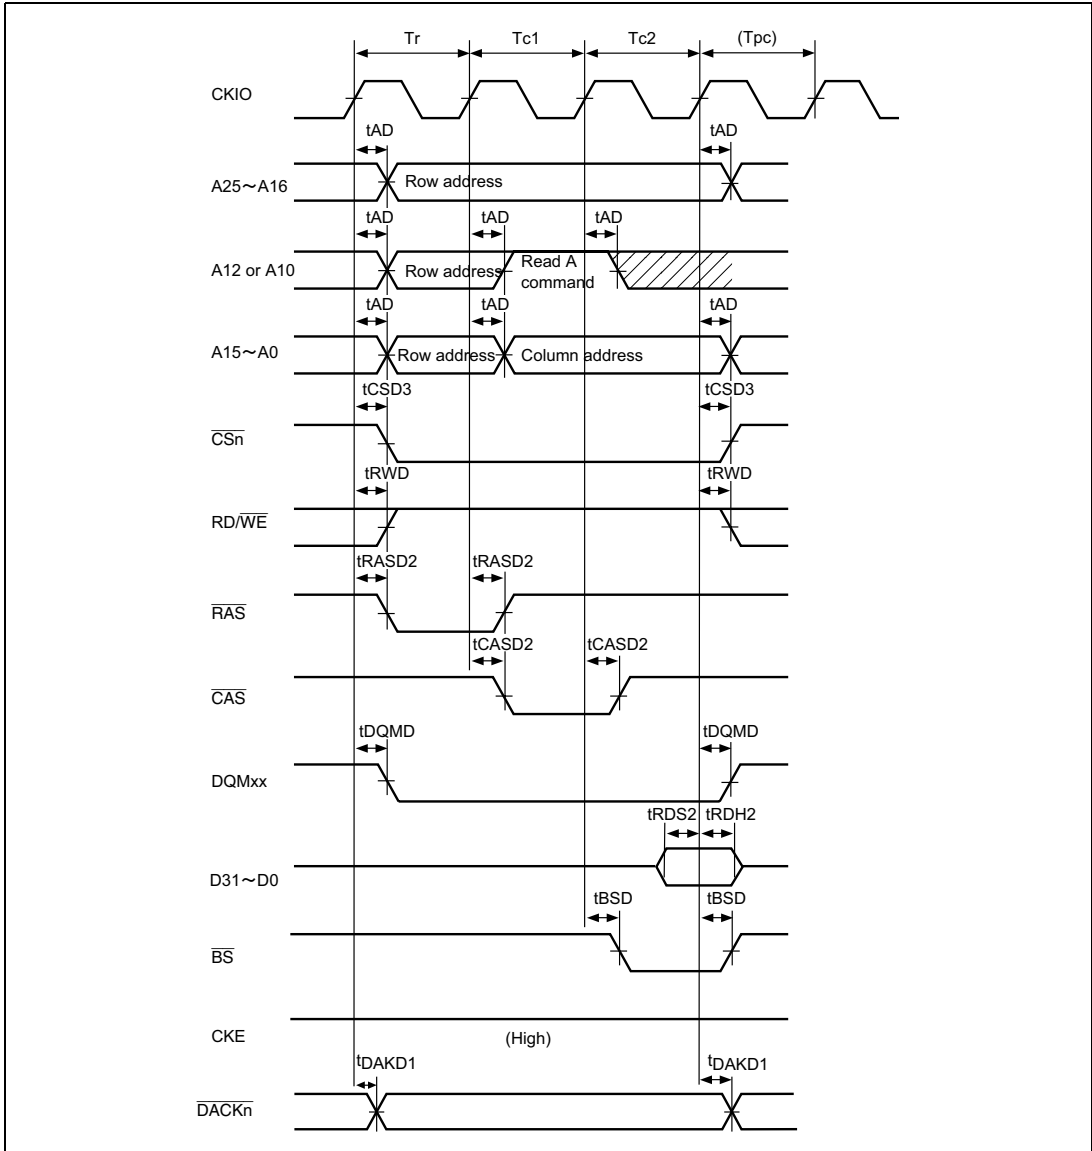 Tr Tc1 Tc2 (Tpc)
CKIO
tAD tAD
A25～A16 Row address
tAD tAD tAD
A12 or A10 Row address Read A
command
tAD tAD tAD
A15～A0 Row address Column address
tCSD3 tCSD3
CSn
tRWD tRWD
RD/WE
tRASD2 tRASD2
RAS
tCASD2 tCASD2
CAS
tDQMD tDQMD
DQMxx
tRDS2 tRDH2
D31～D0
tBSD tBSD
BS
CKE (High)
tDAKD1 tDAKD1
DACKn